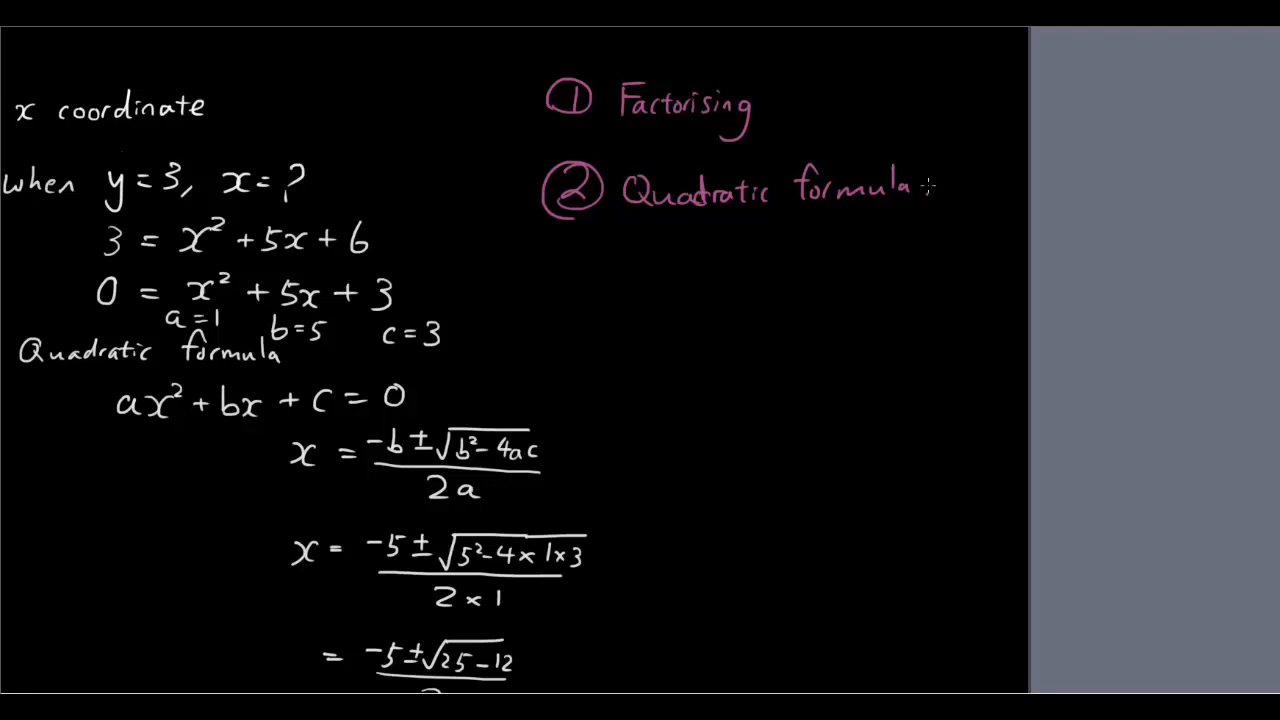 x coordinate
when y = 3, x = ?
3 = x² + 5x + 6
0 = x² + 5x + 3
a = 1 b = 5 c = 3
Quadratic formula
ax² + bx + c = 0
x = -b ± √(b² - 4ac) / 2a
x = -5 ± √(5² - 4 × 1 × 3) / 2 × 1
= -5 ± √(25 - 12)
① Factorising
② Quadratic formula